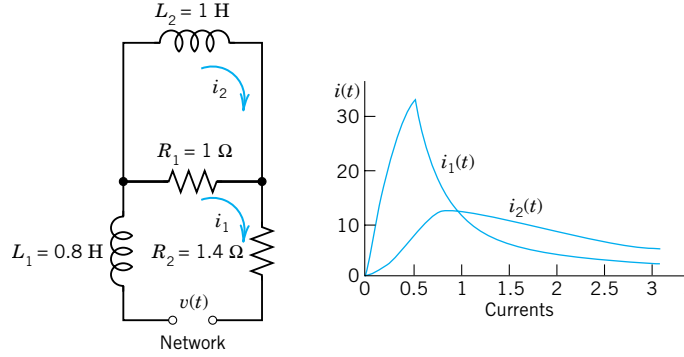 L₂ = 1 H
i₂
R₁ = 1 Ω
i₁
L₁ = 0.8 H
R₂ = 1.4 Ω
v(t)
Network
i(t)
30
20
10
0
i₁(t)
i₂(t)
0 0.5 1 1.5 2 2.5 3
Currents